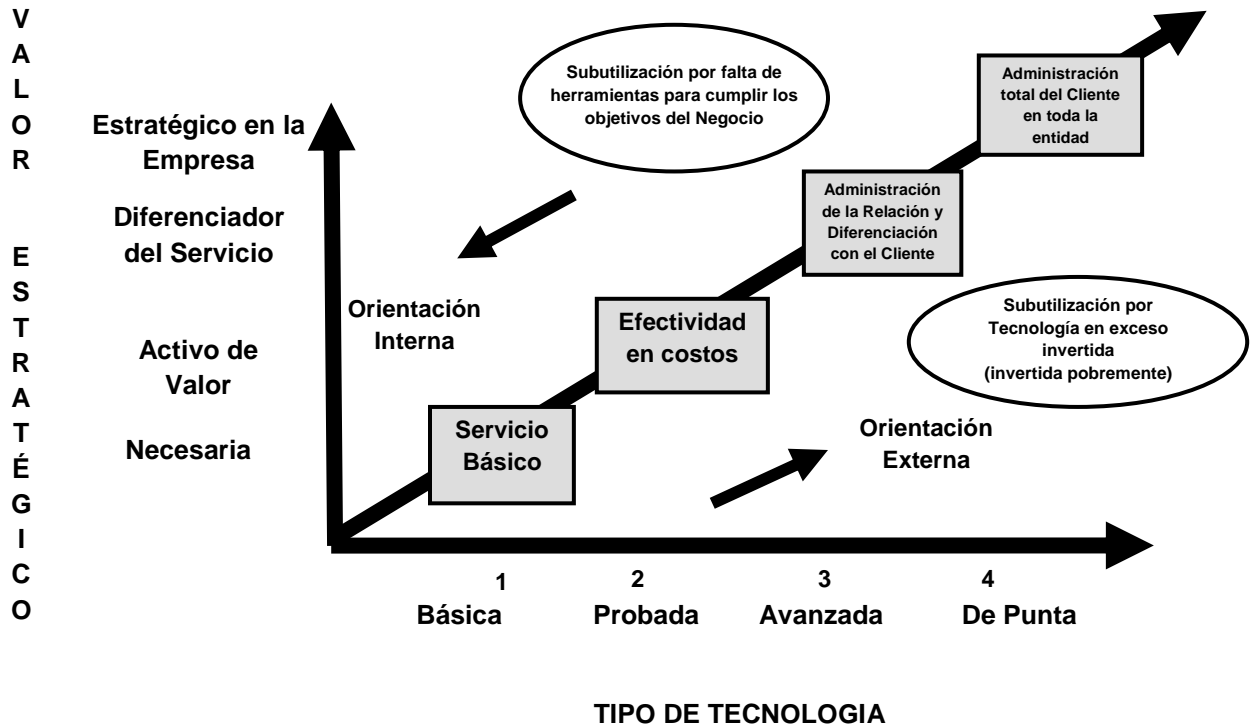 VALOR ESTRATÉGICO
Estratégico en la
Empresa
Diferenciador
del Servicio
Activo de
Valor
Necesaria
Subutilización por falta de
herramientas para cumplir los
objetivos del Negocio
Administración
total del Cliente
en toda la
entidad
Administración
de la Relación y
Diferenciación
con el Cliente
Orientación
Interna
Efectividad
en costos
Subutilización por
Tecnología en exceso
invertida
(invertida pobremente)
Servicio
Básico
Orientación
Externa
1 2 3 4
Básica Probada Avanzada De Punta
TIPO DE TECNOLOGIA